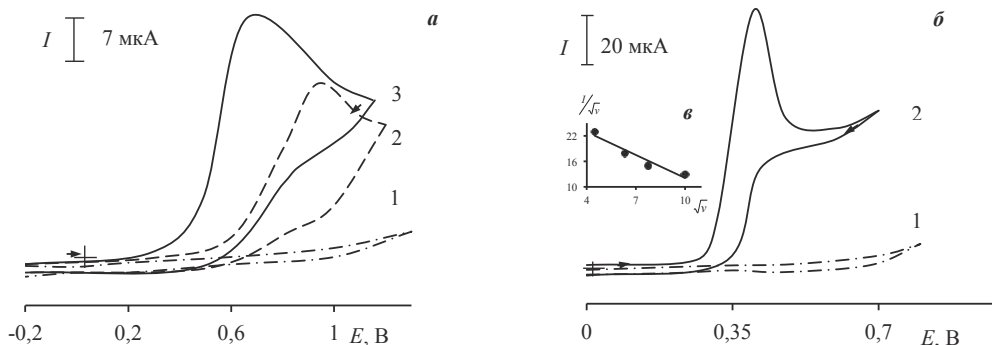 а
I 7 мкА
3
2
1
-0,2 0,2 0,6 1 E, В
б
I 20 мкА
I/√v в
22
16
10
4 7 10 √v
2
1
0 0,35 0,7 E, В